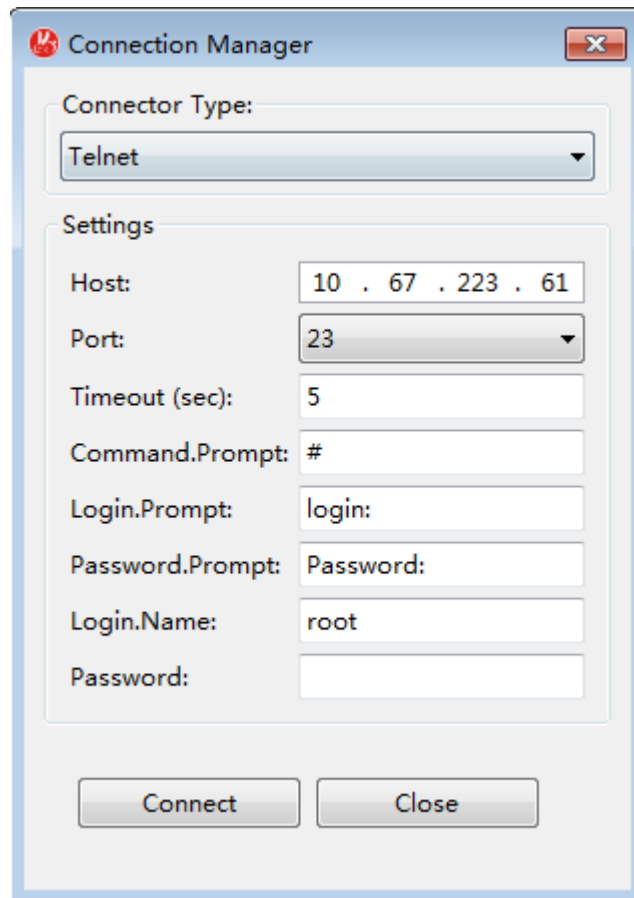 Connection Manager
Connector Type:
Telnet
Settings
Host: 10 . 67 . 223 . 61
Port: 23
Timeout (sec): 5
Command.Prompt: #
Login.Prompt: login:
Password.Prompt: Password:
Login.Name: root
Password:
Connect Close